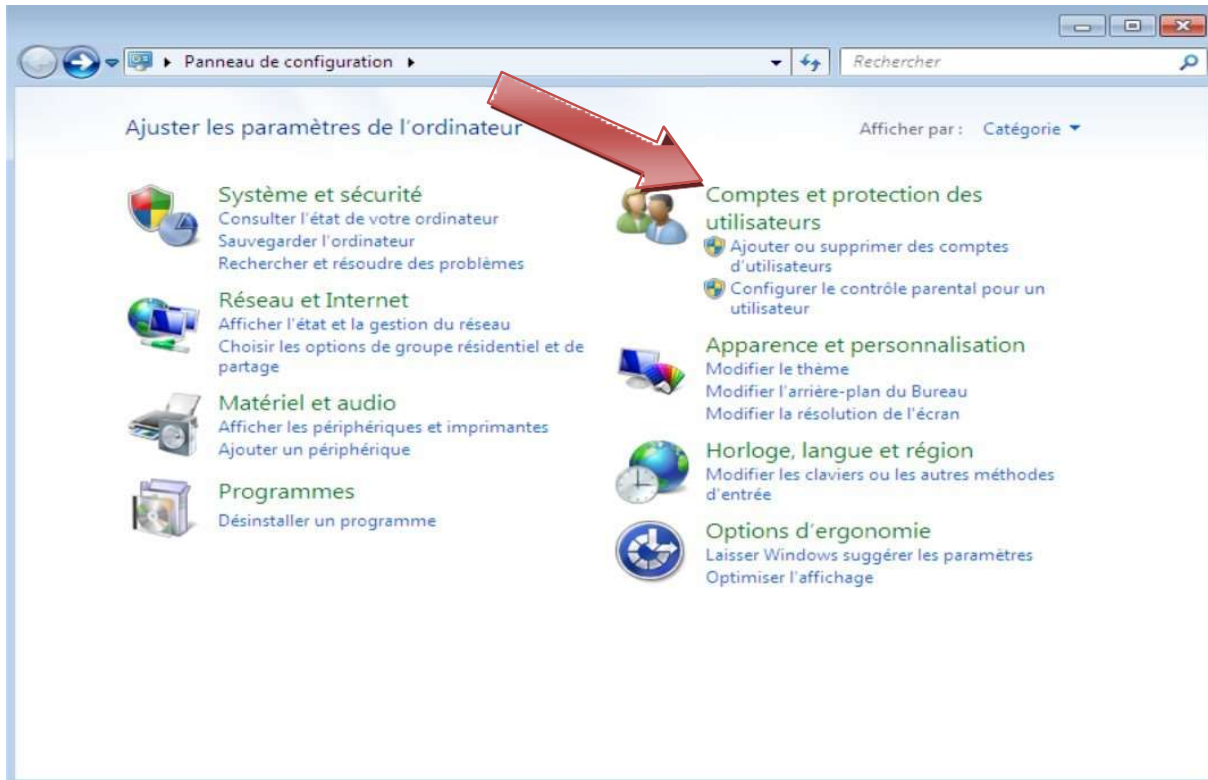 Panneau de configuration
Rechercher
Ajuster les paramètres de l'ordinateur
Afficher par : Catégorie
Système et sécurité
Consulter l'état de votre ordinateur
Sauvegarder l'ordinateur
Rechercher et résoudre des problèmes
Réseau et Internet
Afficher l'état et la gestion du réseau
Choisir les options de groupe résidentiel et de
partage
Matériel et audio
Afficher les périphériques et imprimantes
Ajouter un périphérique
Programmes
Désinstaller un programme
Comptes et protection des
utilisateurs
Ajouter ou supprimer des comptes
d'utilisateurs
Configurer le contrôle parental pour un
utilisateur
Apparence et personnalisation
Modifier le thème
Modifier l'arrière-plan du Bureau
Modifier la résolution de l'écran
Horloge, langue et région
Modifier les claviers ou les autres méthodes
d'entrée
Options d'ergonomie
Laisser Windows suggérer les paramètres
Optimiser l'affichage